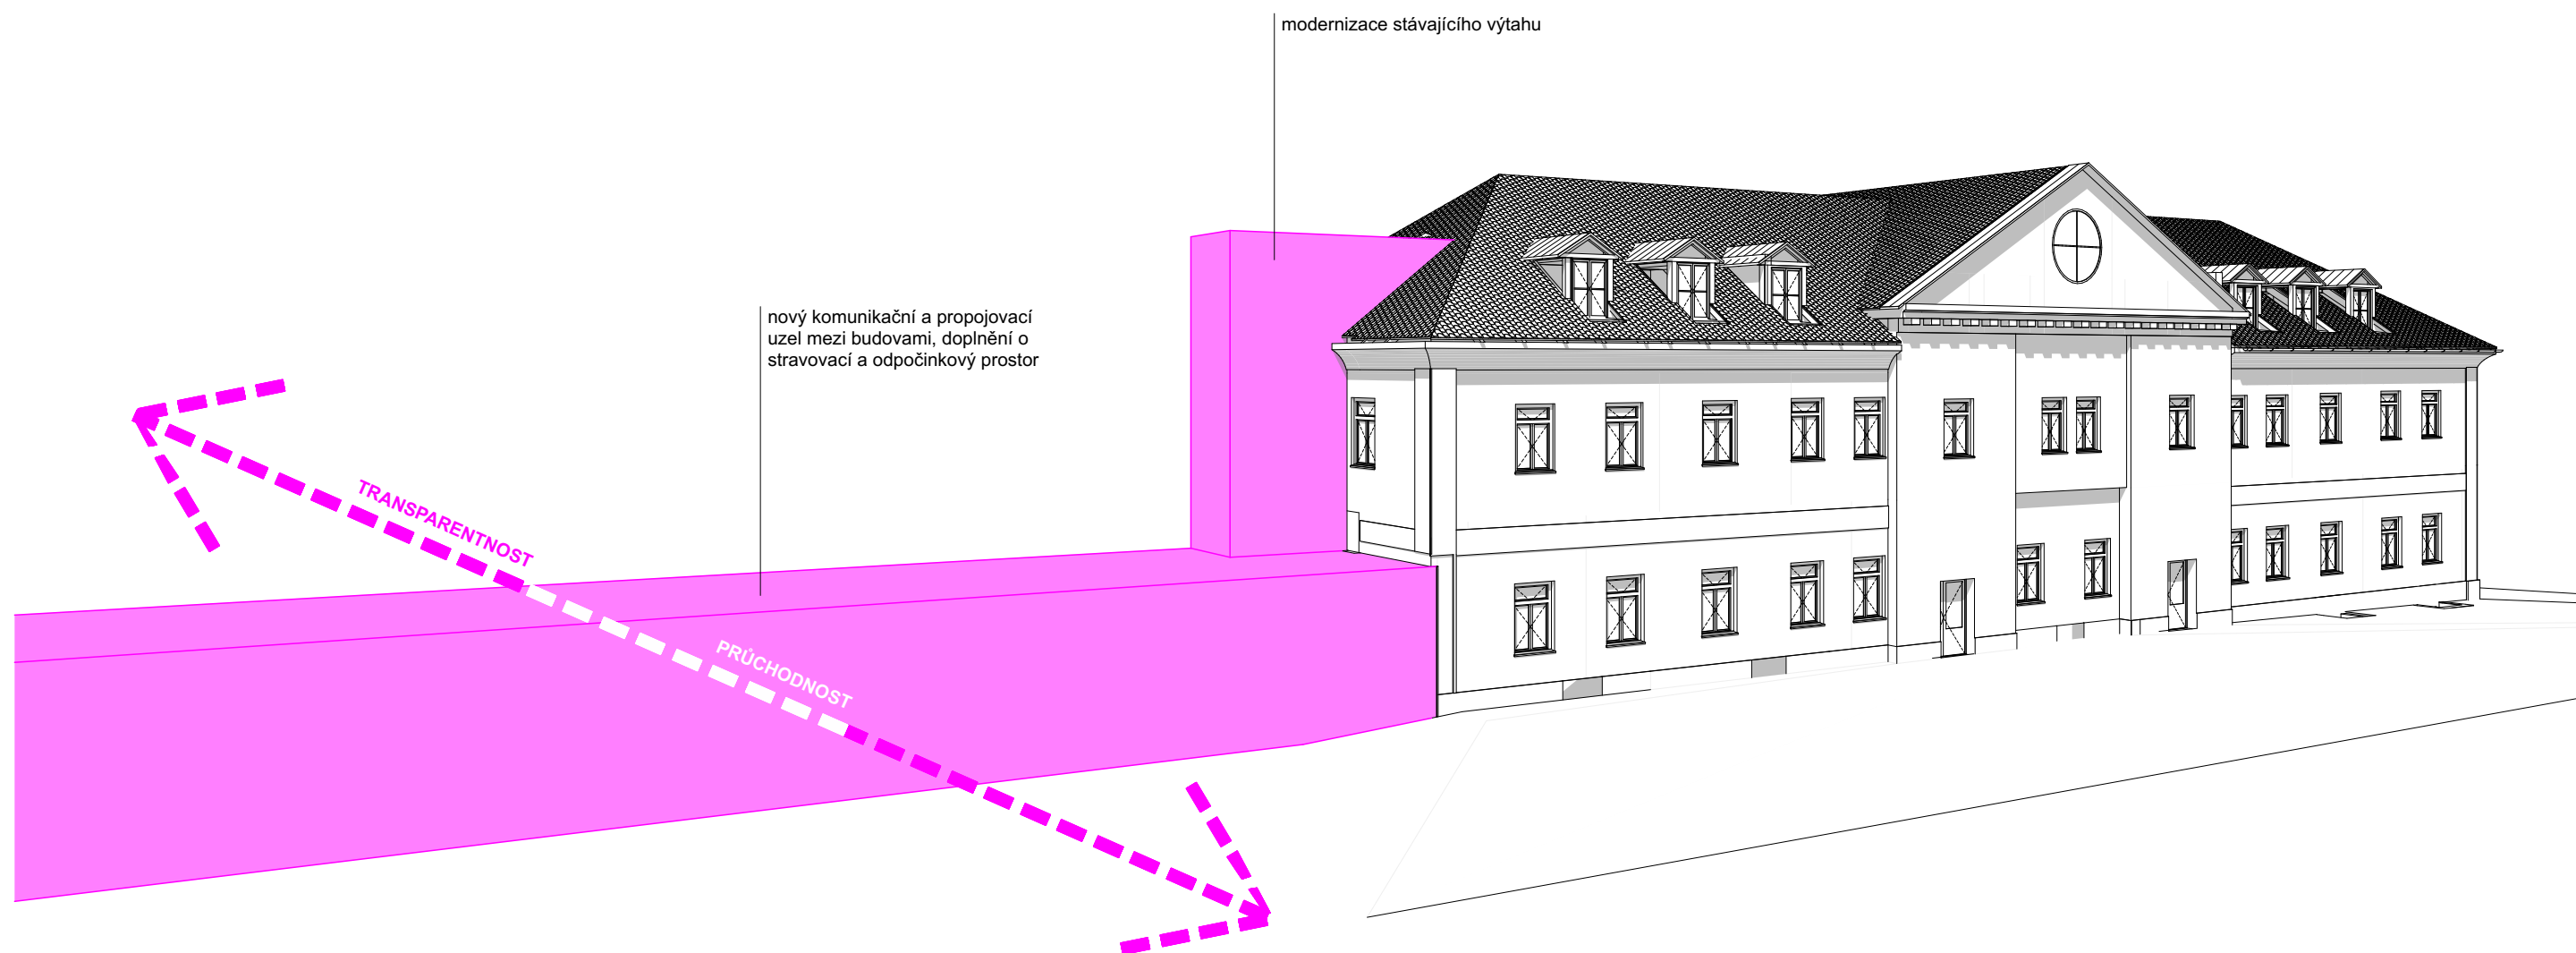 modernizace stávajícího výtahu
nový komunikační a propojovací
uzel mezi budovami, doplnění o
stravovací a odpočinkový prostor
TRANSPARENTNOST
PRŮCHODNOST